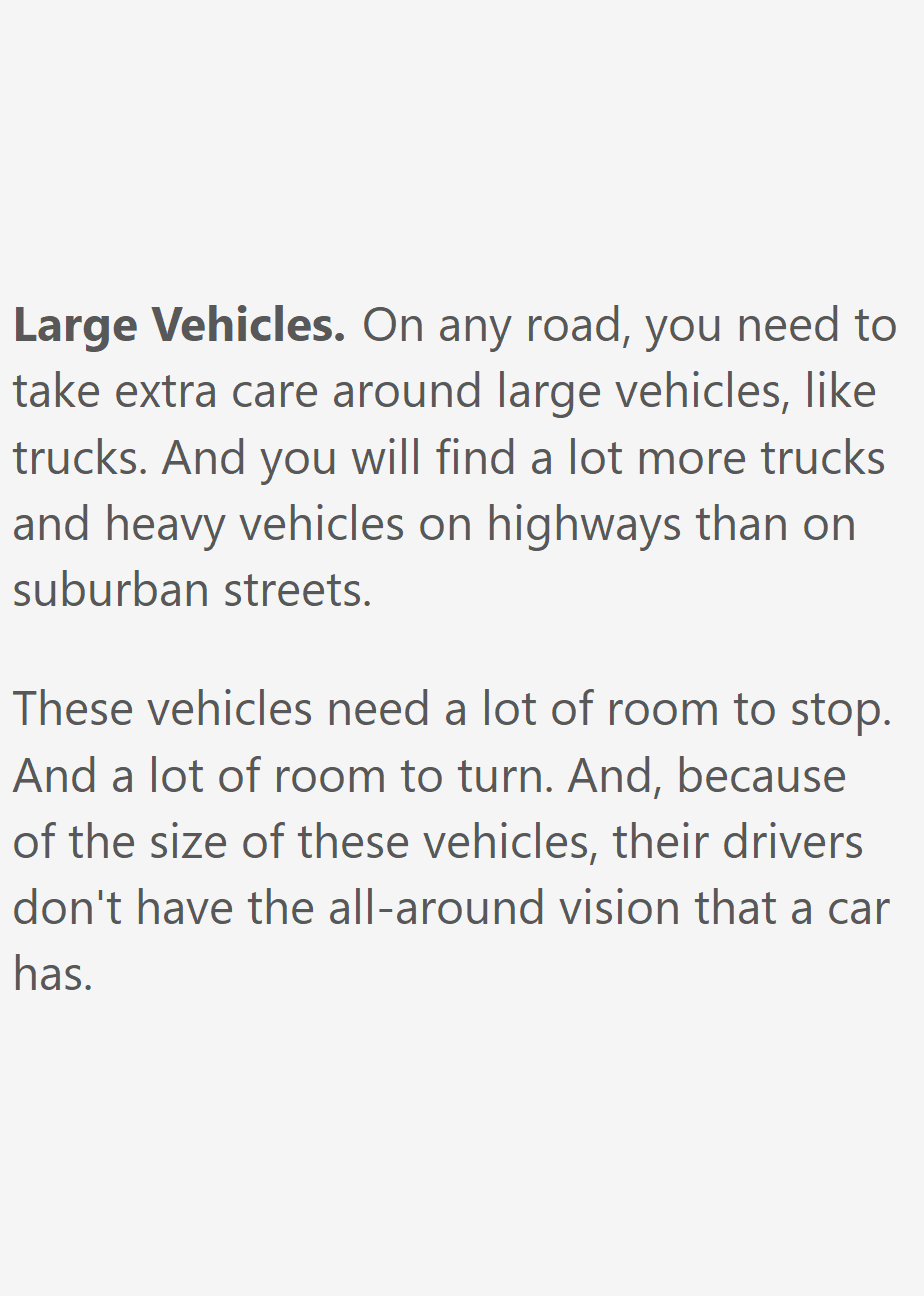 Large Vehicles. On any road, you need to
take extra care around large vehicles, like
trucks. And you will find a lot more trucks
and heavy vehicles on highways than on
suburban streets.
These vehicles need a lot of room to stop.
And a lot of room to turn. And, because
of the size of these vehicles, their drivers
don't have the all-around vision that a car
has.